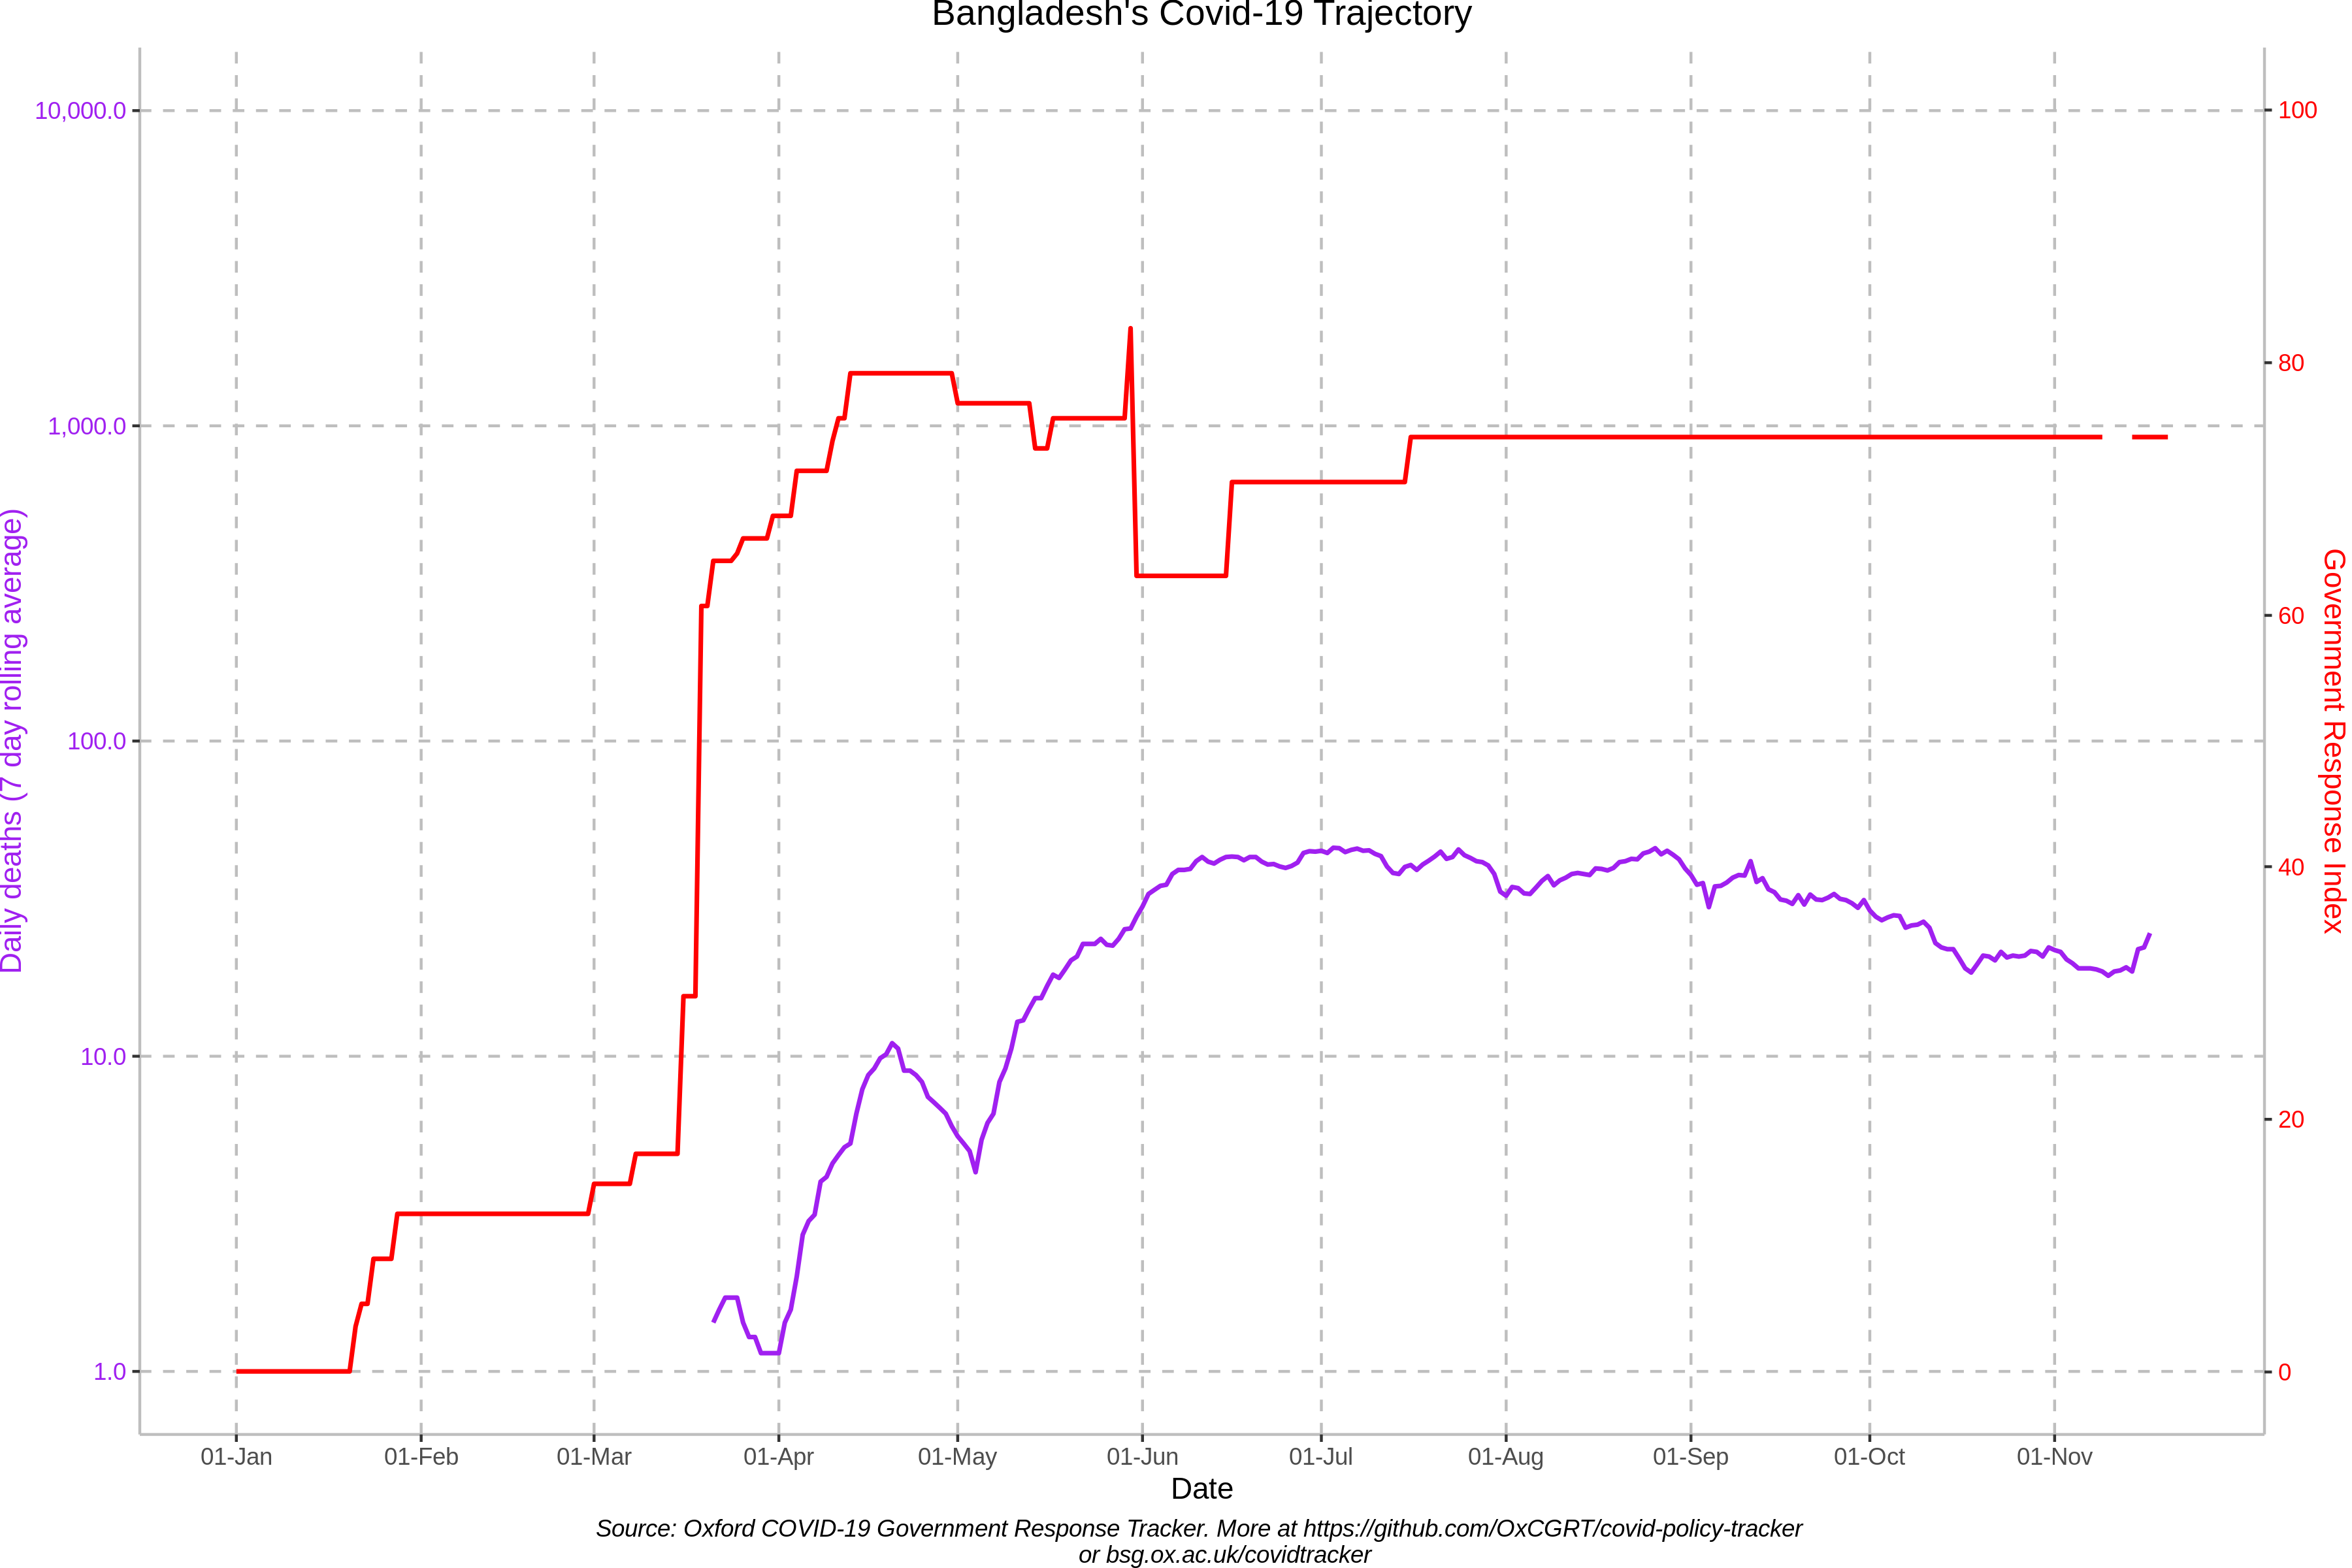 Bangladesh's Covid-19 Trajectory
10,000.0
1,000.0
100.0
10.0
1.0
Daily deaths (7 day rolling average)
100
80
60
40
20
0
Government Response Index
01-Jan
01-Feb
01-Mar
01-Apr
01-May
01-Jun
01-Jul
01-Aug
01-Sep
01-Oct
01-Nov
Date
Source: Oxford COVID-19 Government Response Tracker. More at https://github.com/OxCGRT/covid-policy-tracker
or bsg.ox.ac.uk/covidtracker